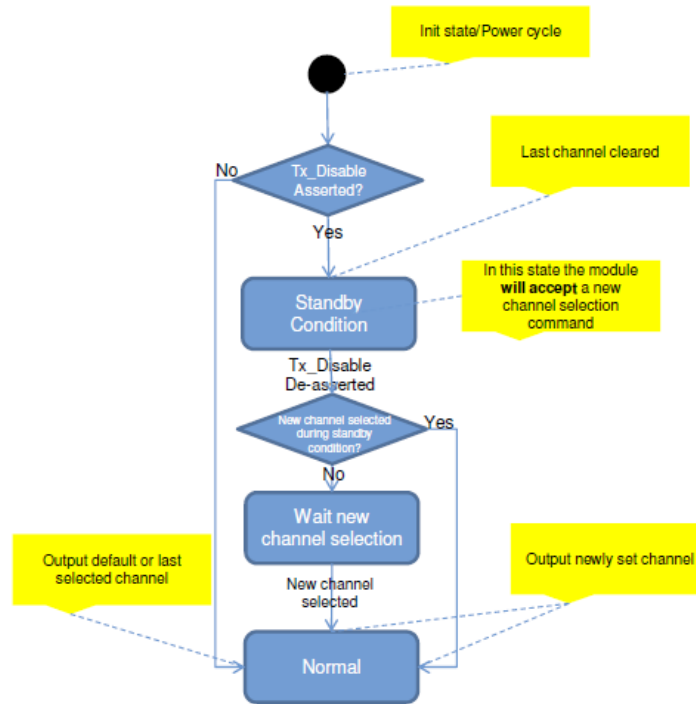 Init state/Power cycle
Tx_Disable
Asserted?
No
Last channel cleared
Yes
Standby
Condition
In this state the module
will accept a new
channel selection
command
Tx_Disable
De-asserted
New channel selected
during standby
condition?
Yes
No
Wait new
channel selection
Output default or last
selected channel
Output newly set channel
New channel
selected
Normal